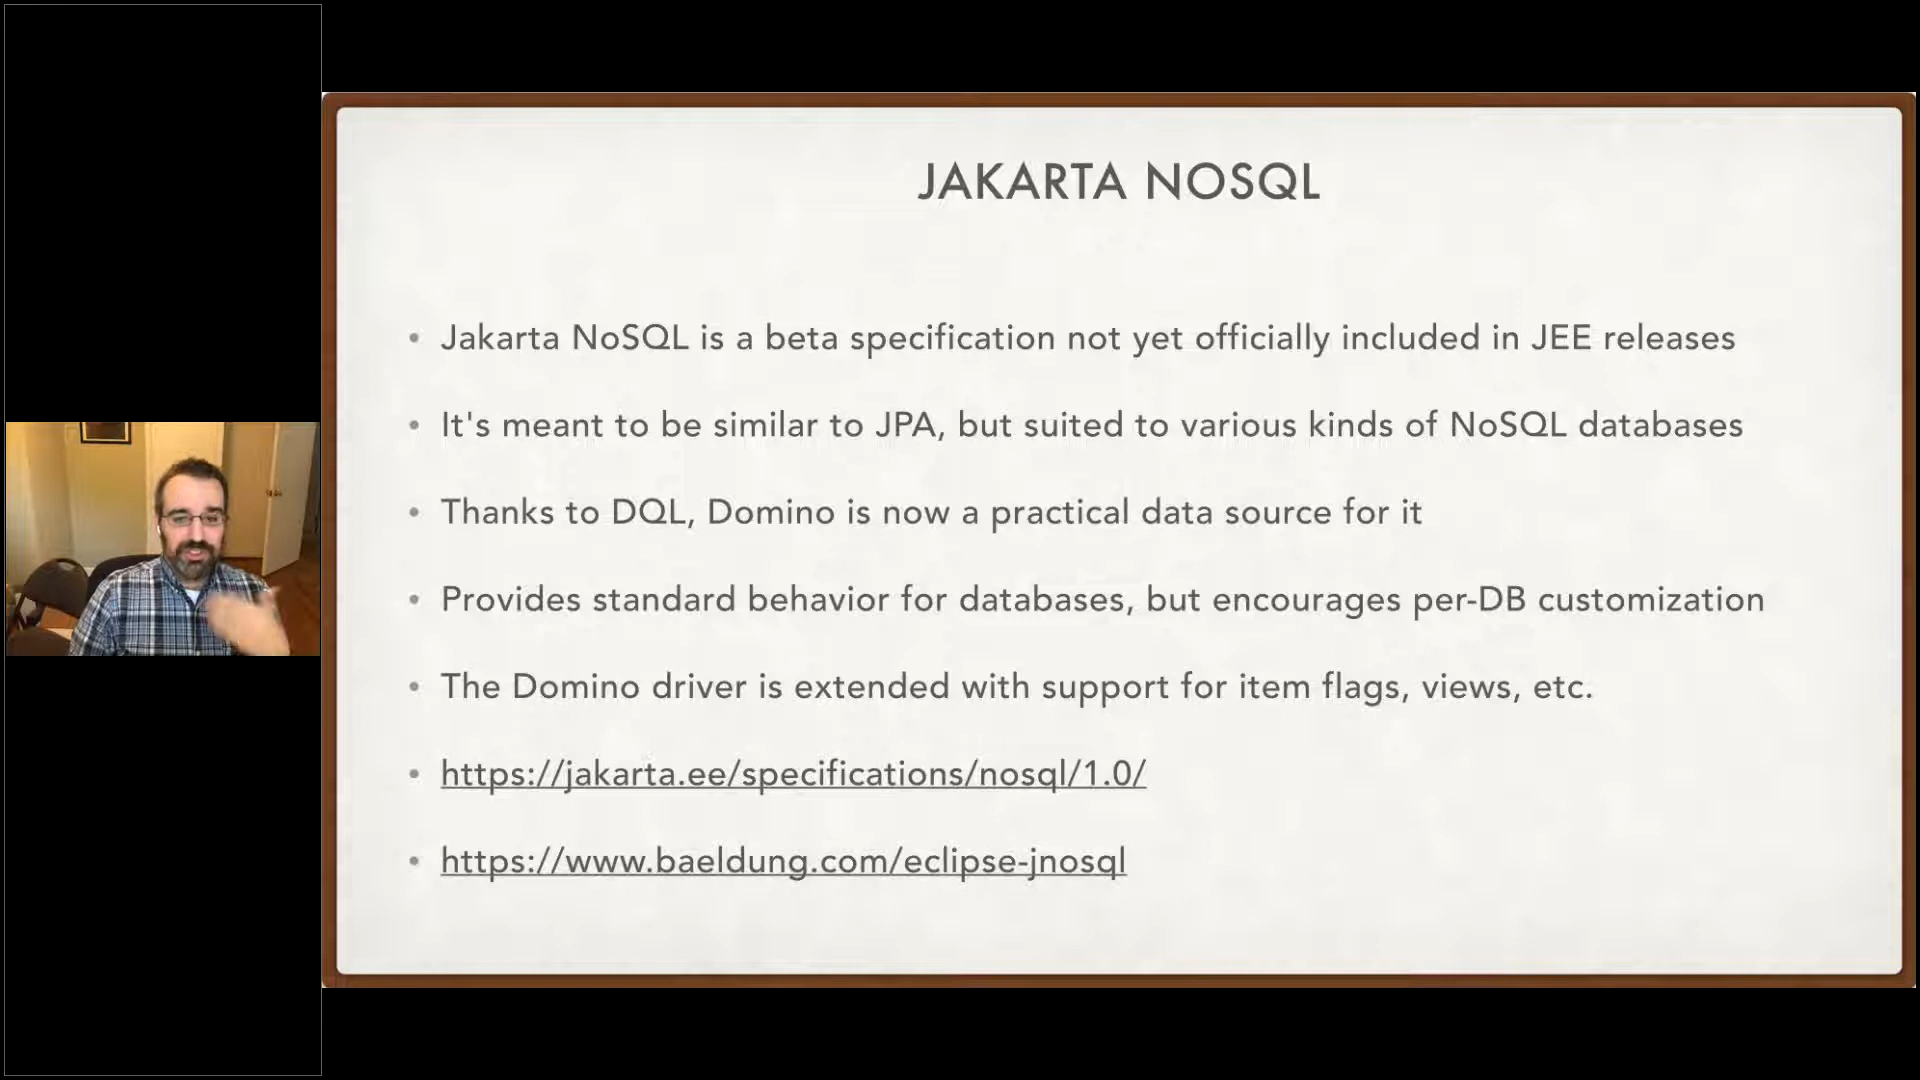 JAKARTA NOSQL
• Jakarta NoSQL is a beta specification not yet officially included in JEE releases
• It's meant to be similar to JPA, but suited to various kinds of NoSQL databases
• Thanks to DQL, Domino is now a practical data source for it
• Provides standard behavior for databases, but encourages per-DB customization
• The Domino driver is extended with support for item flags, views, etc.
• https://jakarta.ee/specifications/nosql/1.0/
• https://www.baeldung.com/eclipse-jnosql